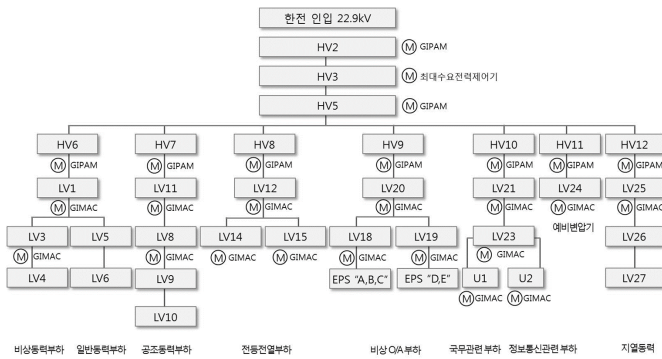 한전 인입 22.9kV
HV2 M GIPAM
HV3 M 최대수요전력제어기
HV5 M GIPAM
HV6 HV7 HV8 HV9 HV10 HV11 HV12
M GIPAM M GIPAM M GIPAM M GIPAM M GIPAM M GIPAM M GIPAM
LV1 LV11 LV12 LV20 LV21 LV24 LV25
M GIMAC M GIMAC M GIMAC M GIMAC M GIMAC M GIMAC M GIMAC
예비변압기
LV3 LV5 LV8 LV14 LV15 LV18 LV19 LV23 LV26
M GIMAC M GIMAC M GIMAC M GIMAC M GIMAC M GIMAC M GIMAC
LV4 LV6 LV9 EPS "A,B,C" EPS "D,E" U1 U2 LV27
M GIMAC M GIMAC
LV10
비상동력부하 일반동력부하 공조동력부하 전등전열부하 비상 O/A 부하 국무관련 부하 정보통신관련 부하 지열동력